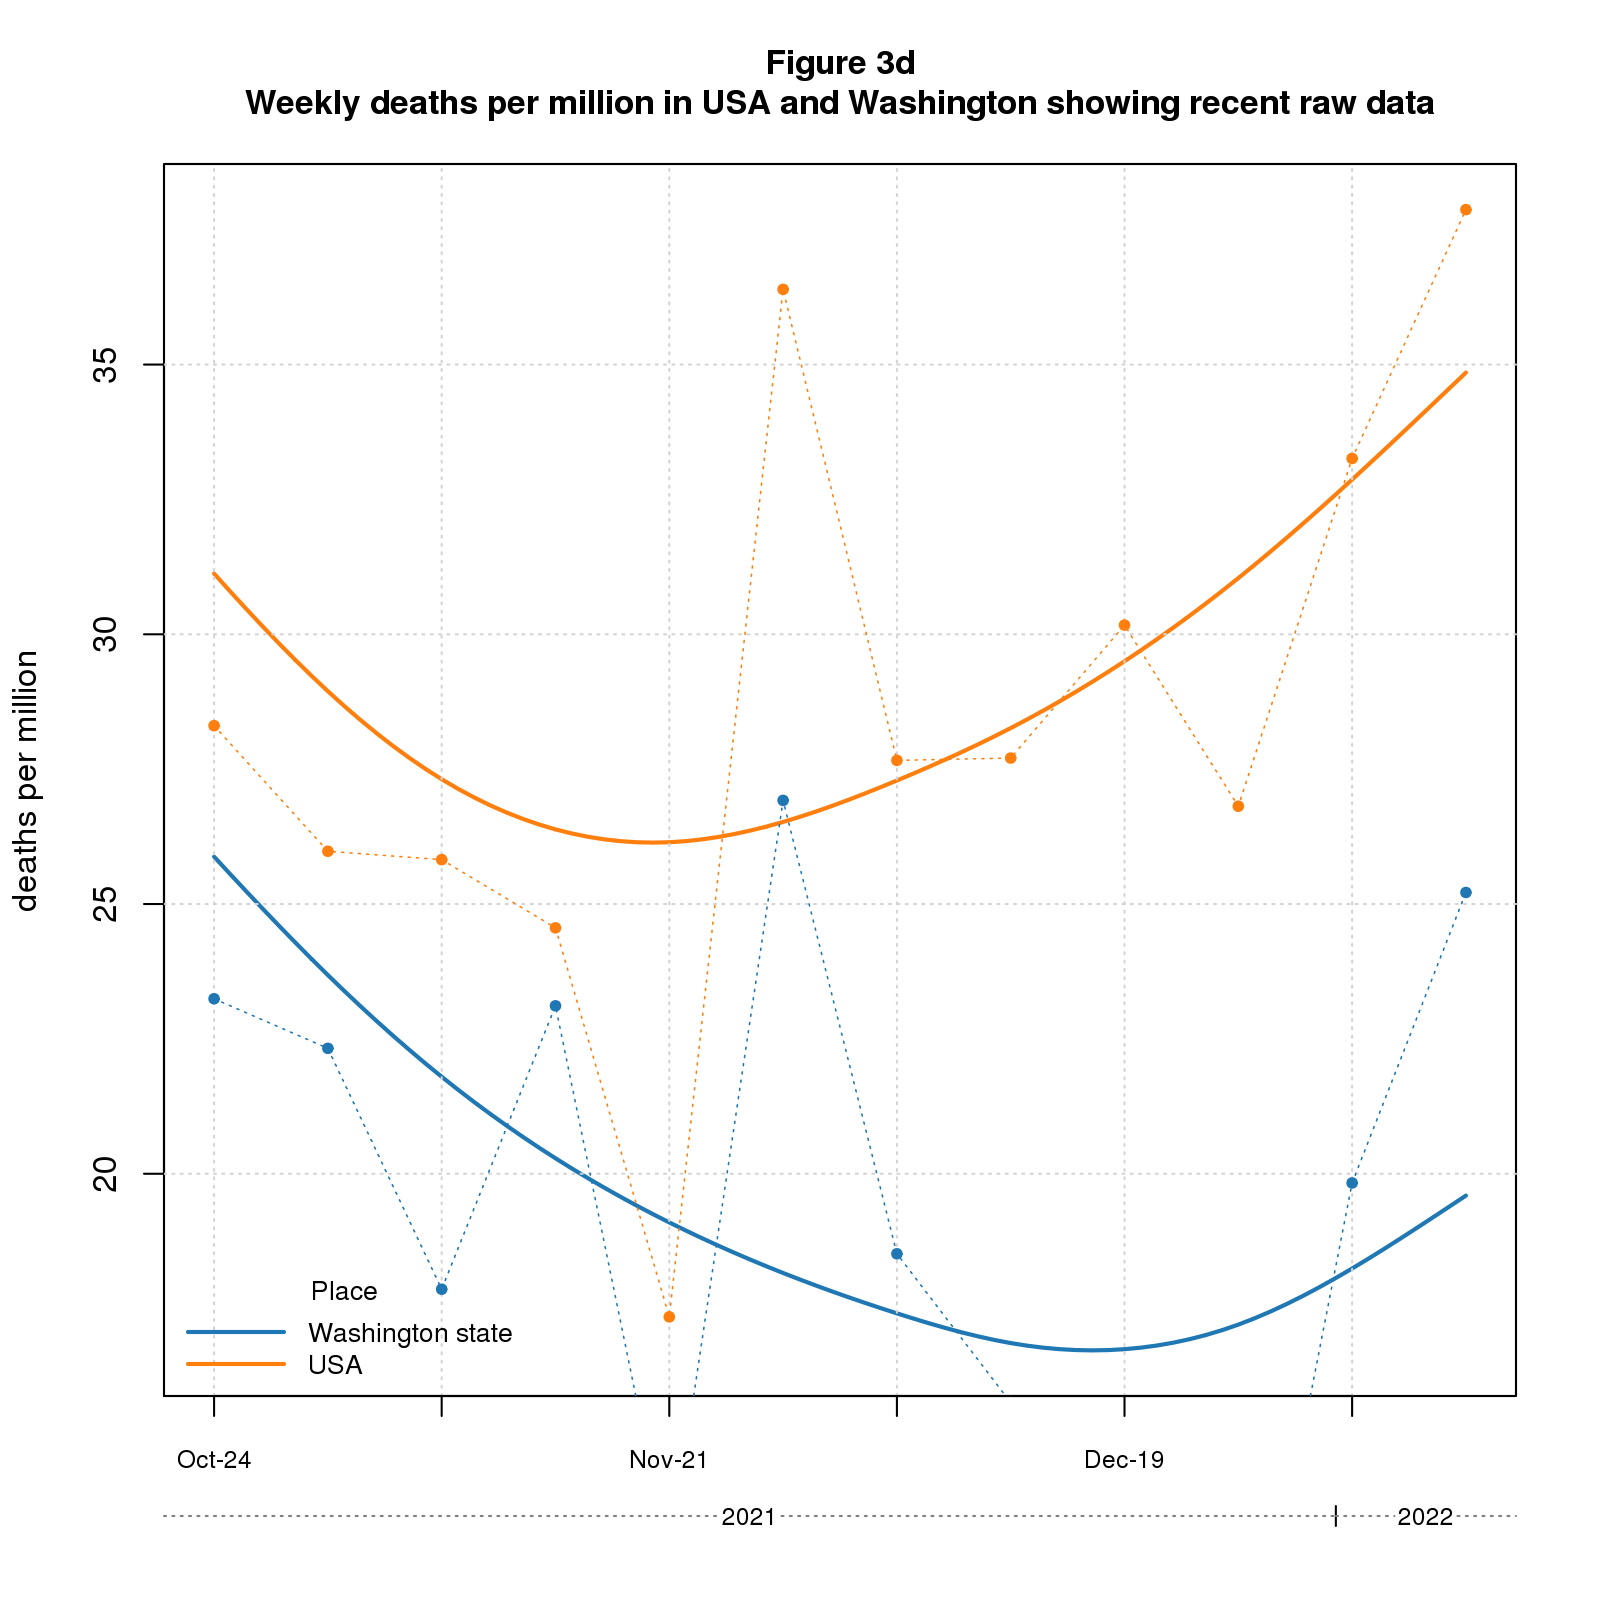 Figure 3d
Weekly deaths per million in USA and Washington showing recent raw data
deaths per million
35
30
25
20
Place
Washington state
USA
Oct-24
Nov-21
Dec-19
2021
2022